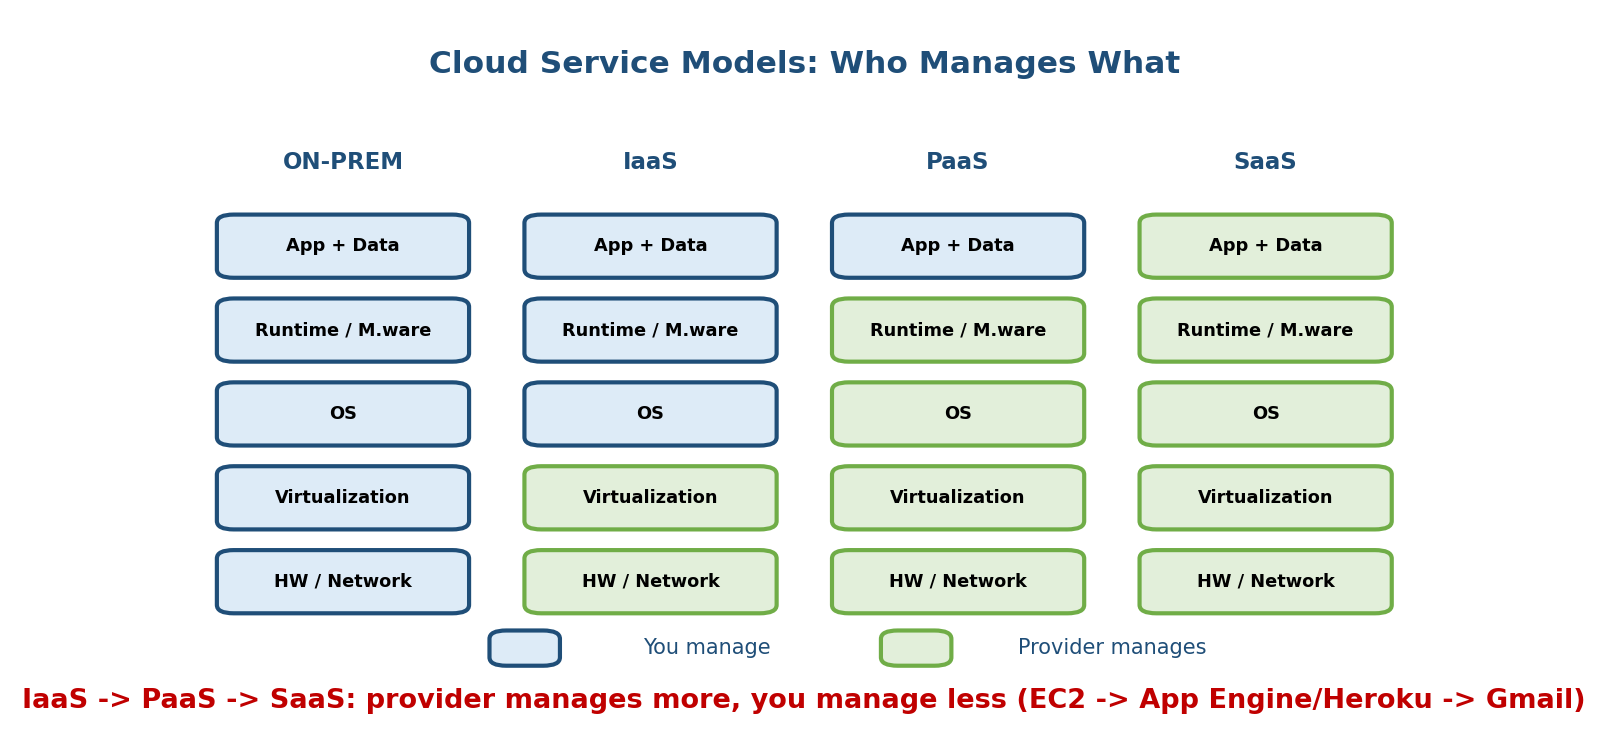 Cloud Service Models: Who Manages What
ON-PREM IaaS PaaS SaaS
App + Data App + Data App + Data App + Data
Runtime / M.ware Runtime / M.ware Runtime / M.ware Runtime / M.ware
OS OS OS OS
Virtualization Virtualization Virtualization Virtualization
HW / Network HW / Network HW / Network HW / Network
You manage Provider manages
IaaS -> PaaS -> SaaS: provider manages more, you manage less (EC2 -> App Engine/Heroku -> Gmail)